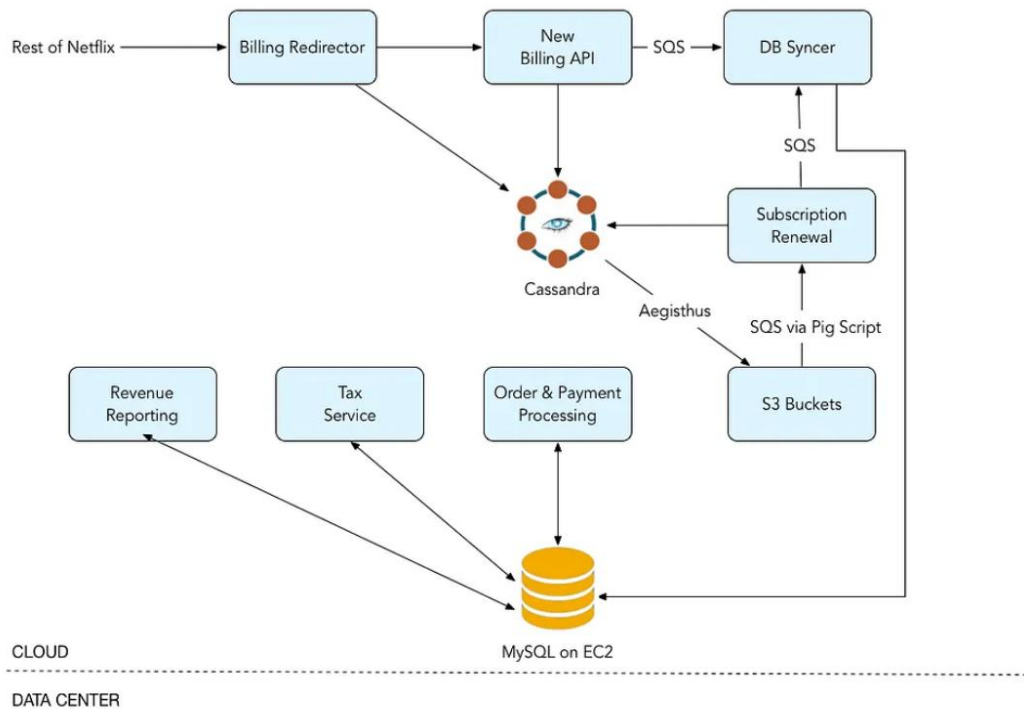 Rest of Netflix
Billing Redirector
New
Billing API
SQS
DB Syncer
SQS
Subscription
Renewal
Cassandra
Aegisthus
SQS via Pig Script
Revenue
Reporting
Tax
Service
Order & Payment
Processing
S3 Buckets
CLOUD
MySQL on EC2
DATA CENTER